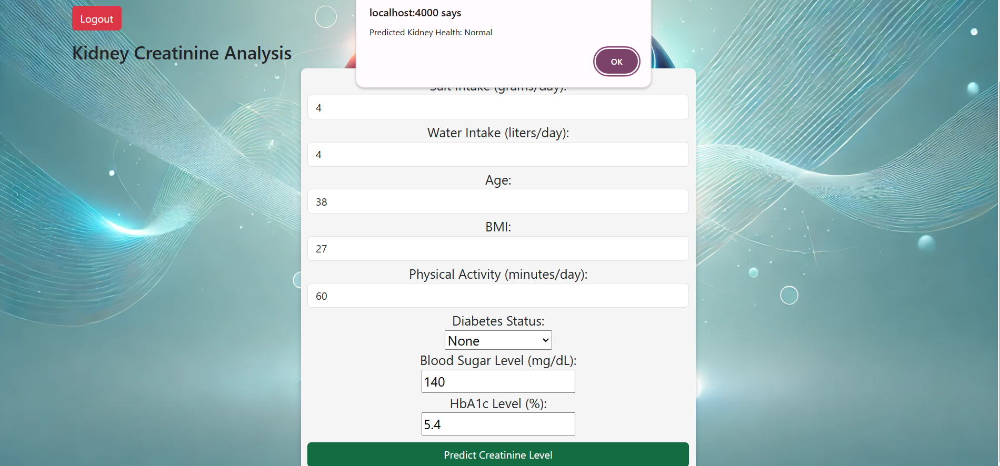 Logout
localhost:4000 says
Predicted Kidney Health: Normal
OK
Kidney Creatinine Analysis
Salt Intake (grams/day):
4
Water Intake (liters/day):
4
Age:
38
BMI:
27
Physical Activity (minutes/day):
60
Diabetes Status:
None
Blood Sugar Level (mg/dL):
140
HbA1c Level (%):
5.4
Predict Creatinine Level